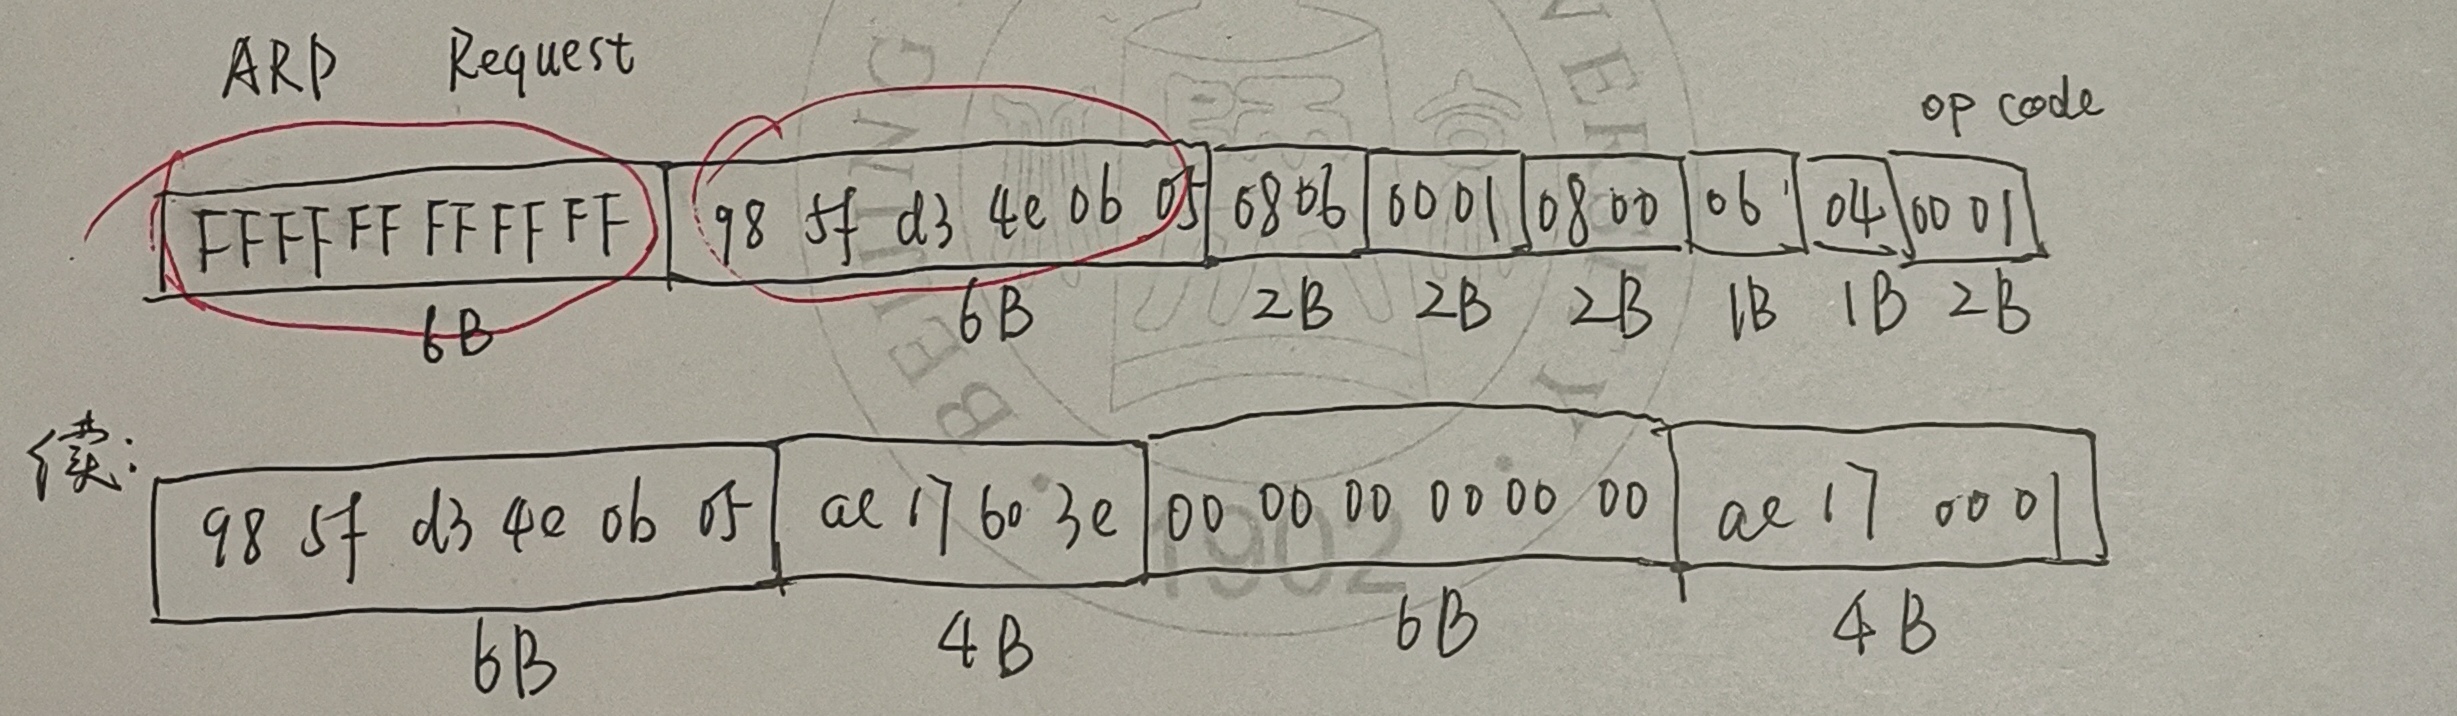 ARP Request
op code
FF FF FF FF FF FF 98 5f d3 4e 0b 05 08 06 00 01 08 00 06 04 00 01
6B 6B 2B 2B 2B 1B 1B 2B
续:
98 5f d3 4e 0b 05 ae 17 60 3e 00 00 00 00 00 00 ae 17 00 01
6B 4B 6B 4B
BEIJING
1902